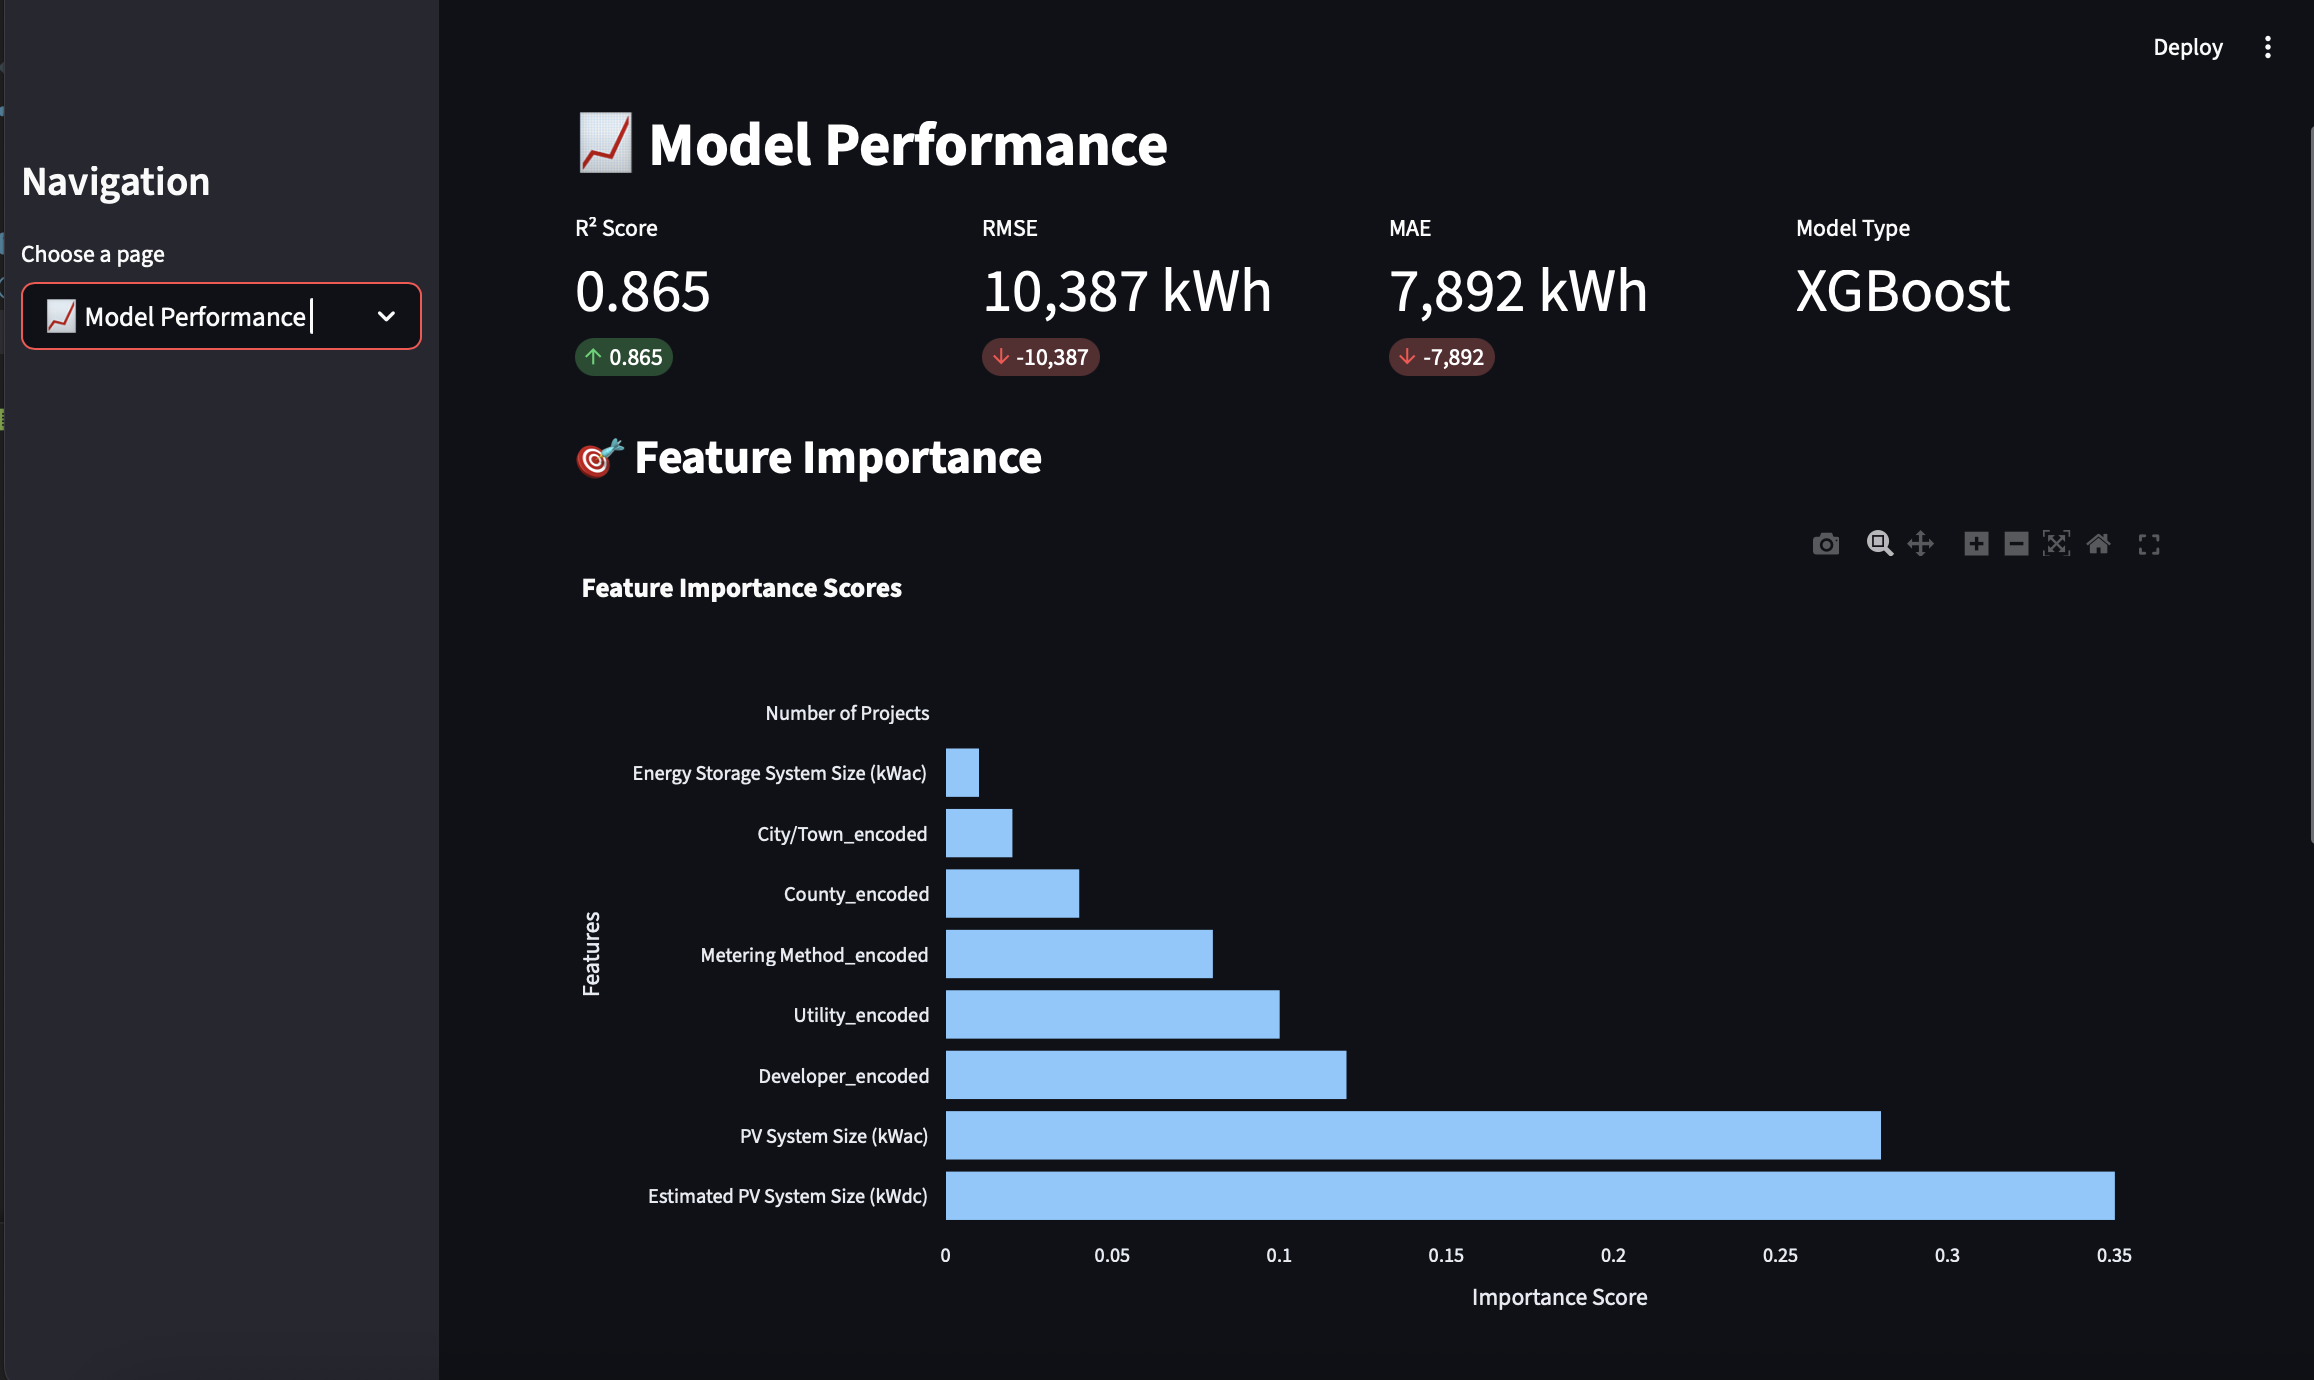 Deploy
Navigation
Choose a page
Model Performance
Model Performance
R² Score
0.865
↑ 0.865
RMSE
10,387 kWh
↓ -10,387
MAE
7,892 kWh
↓ -7,892
Model Type
XGBoost
Feature Importance
Feature Importance Scores
Features
Number of Projects
Energy Storage System Size (kWac)
City/Town_encoded
County_encoded
Metering Method_encoded
Utility_encoded
Developer_encoded
PV System Size (kWac)
Estimated PV System Size (kWdc)
0 0.05 0.1 0.15 0.2 0.25 0.3 0.35
Importance Score